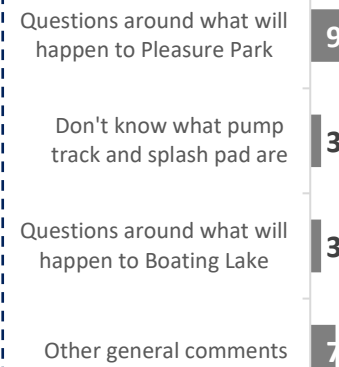 Questions around what will
happen to Pleasure Park
9
Don't know what pump
track and splash pad are
3
Questions around what will
happen to Boating Lake
3
Other general comments
7